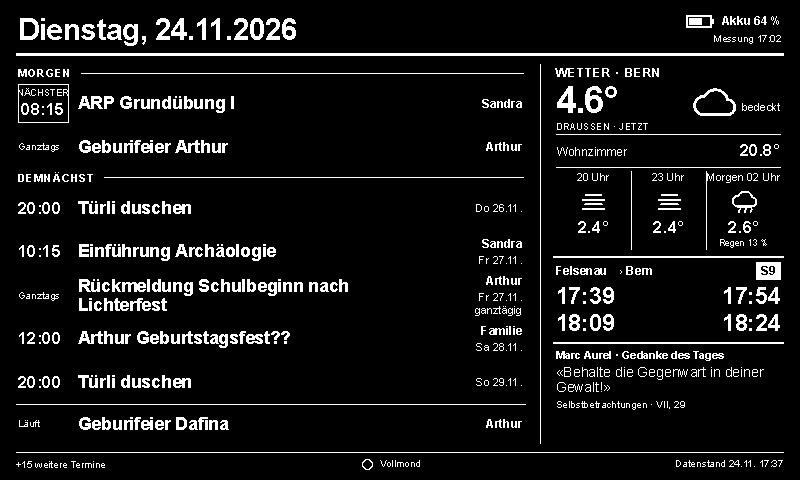 Dienstag, 24.11.2026
Akku 64 %
Messung 17:02
MORGEN
NÄCHSTER
08:15
ARP Grundübung I
Sandra
Ganztags
Geburifeier Arthur
Arthur
DEMNÄCHST
20:00
Türli duschen
Do 26.11.
10:15
Einführung Archäologie
Sandra
Fr 27.11.
Ganztags
Rückmeldung Schulbeginn nach
Lichterfest
Arthur
Fr 27.11.
ganztägig
12:00
Arthur Geburtstagsfest??
Familie
Sa 28.11.
20:00
Türli duschen
So 29.11.
Läuft
Geburifeier Dafina
Arthur
WETTER · BERN
4.6°
bedeckt
DRAUSSEN · JETZT
Wohnzimmer
20.8°
20 Uhr
23 Uhr
Morgen 02 Uhr
2.4°
2.4°
2.6°
Regen 13 %
Felsenau → Bern
S9
17:39
17:54
18:09
18:24
Marc Aurel · Gedanke des Tages
«Behalte die Gegenwart in deiner
Gewalt!»
Selbstbetrachtungen · VII, 29
+15 weitere Termine
Vollmond
Datenstand 24.11. 17:37